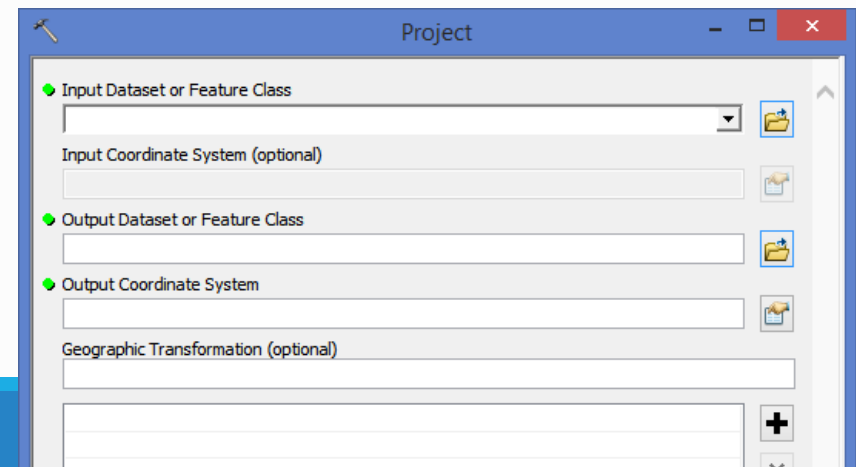 Project
Input Dataset or Feature Class
Input Coordinate System (optional)
Output Dataset or Feature Class
Output Coordinate System
Geographic Transformation (optional)